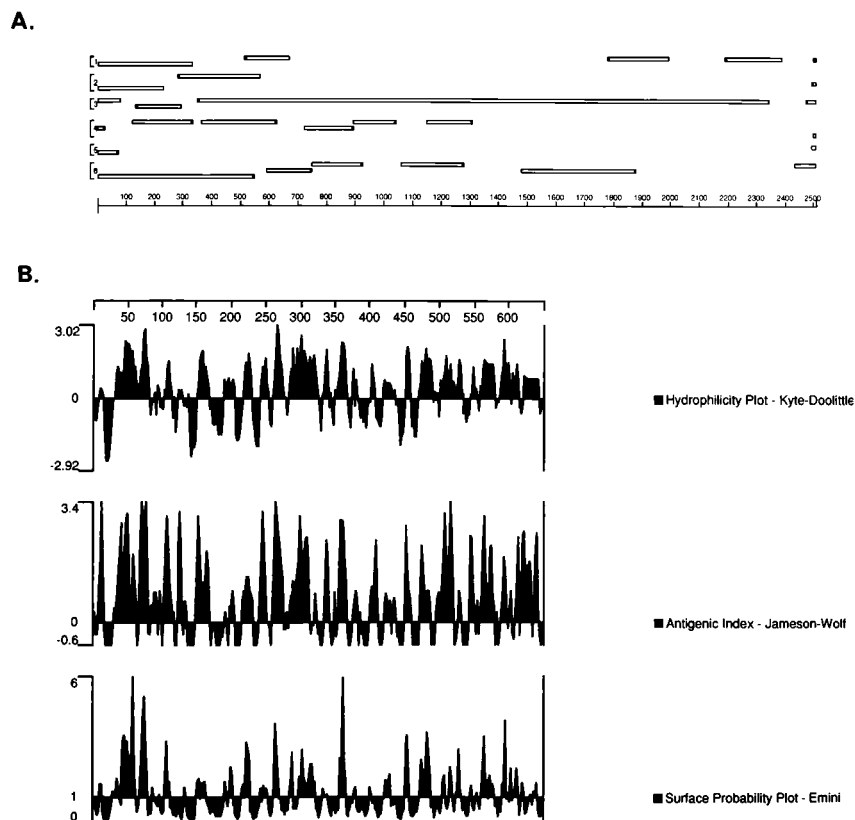 A.
1
2
3
4
5
6
100 200 300 400 500 600 700 800 900 1000 1100 1200 1300 1400 1500 1600 1700 1800 1900 2000 2100 2200 2300 2400 2500
B.
50 100 150 200 250 300 350 400 450 500 550 600
3.02
0
-2.92
Hydrophilicity Plot - Kyte-Doolittle
3.4
0
-0.6
Antigenic Index - Jameson-Wolf
6
1
0
Surface Probability Plot - Emini